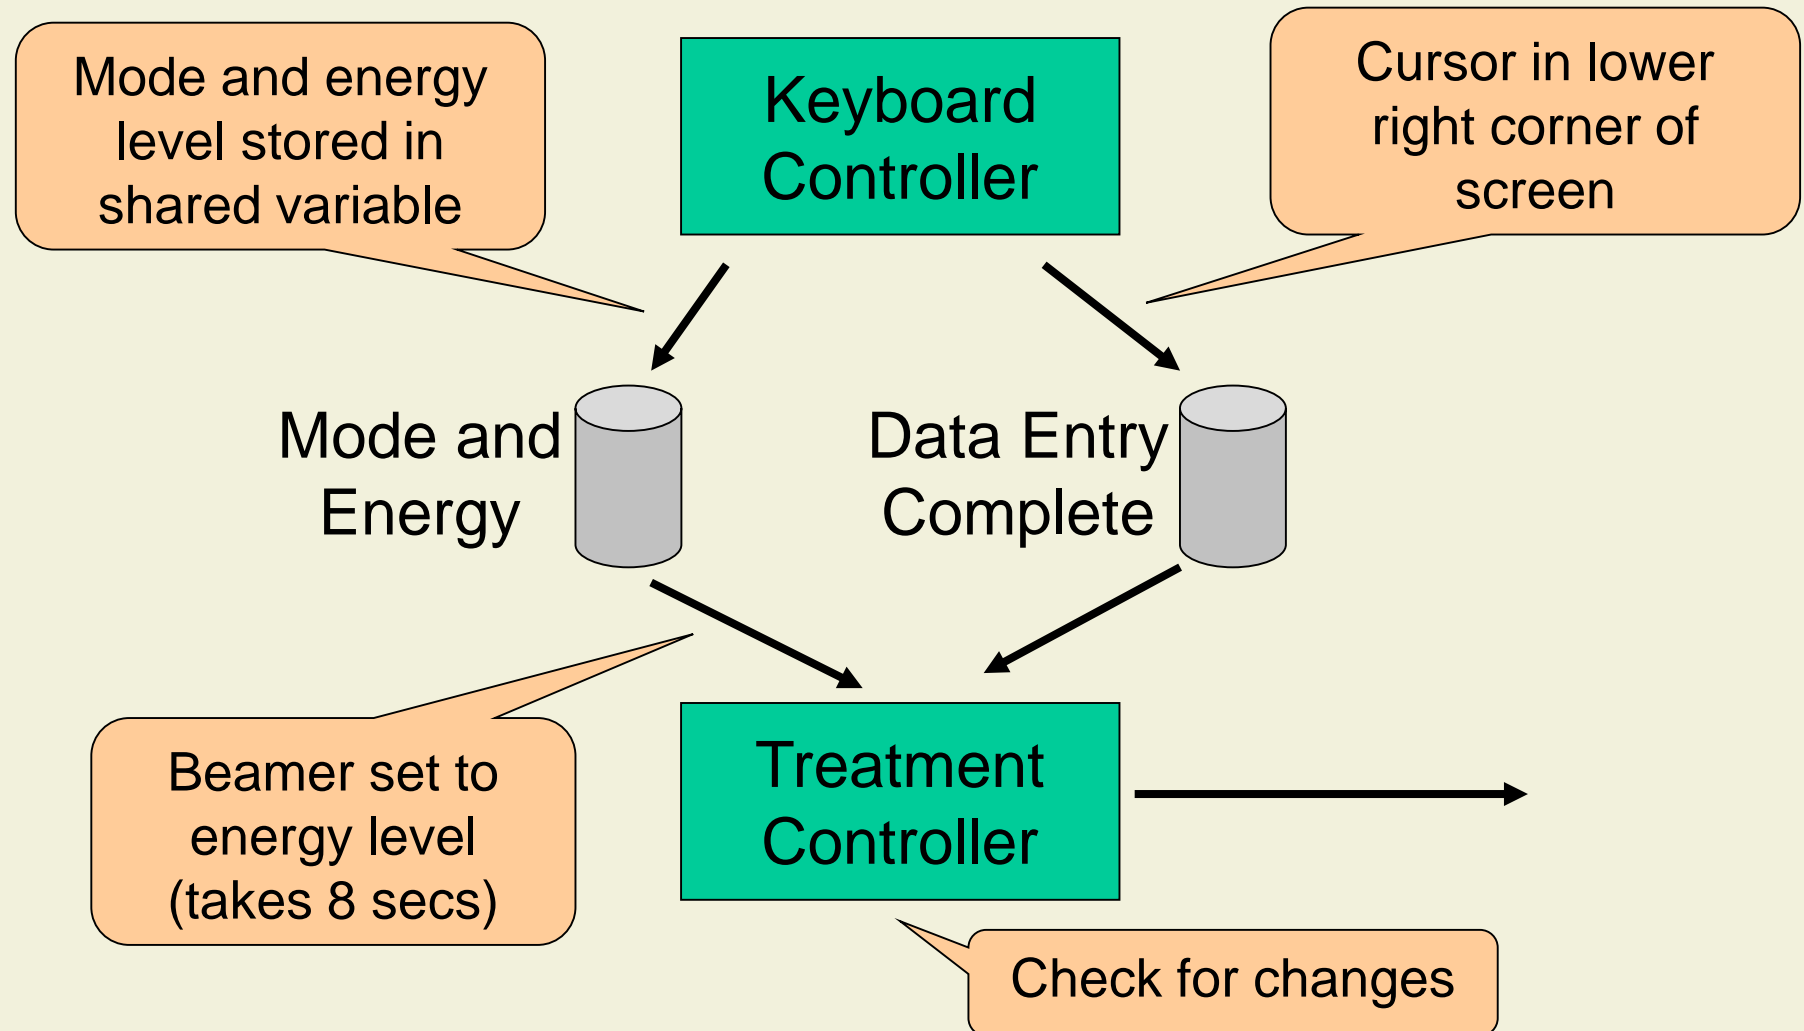 Mode and energy
level stored in
shared variable
Keyboard
Controller
Cursor in lower
right corner of
screen
Mode and
Energy
Data Entry
Complete
Beamer set to
energy level
(takes 8 secs)
Treatment
Controller
Check for changes